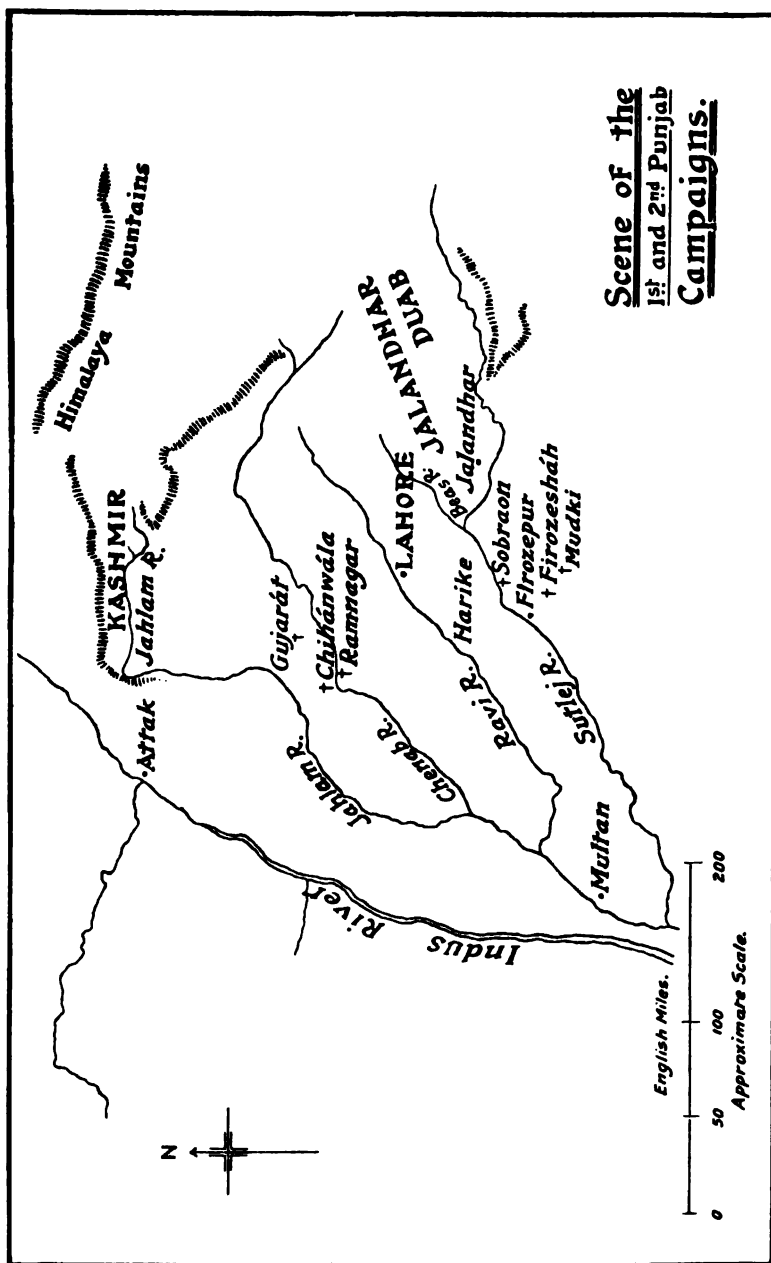 Himalaya
Mountains
KASHMIR
Jahlam R.
Attak
Gujarát
Chihánwála
Ramnagar
Jahlam R.
Chenab R.
Ravi R.
LAHORE
Harike
Beas R.
JALANDHAR
DUAB
Jalandhar
Sobraon
Firozepur
Firozesháh
Mudki
Sutlej R.
Multan
River
Indus
N
English Miles.
0 50 100 200
Approximate Scale.
Scene of the
1st and 2nd Punjab
Campaigns.